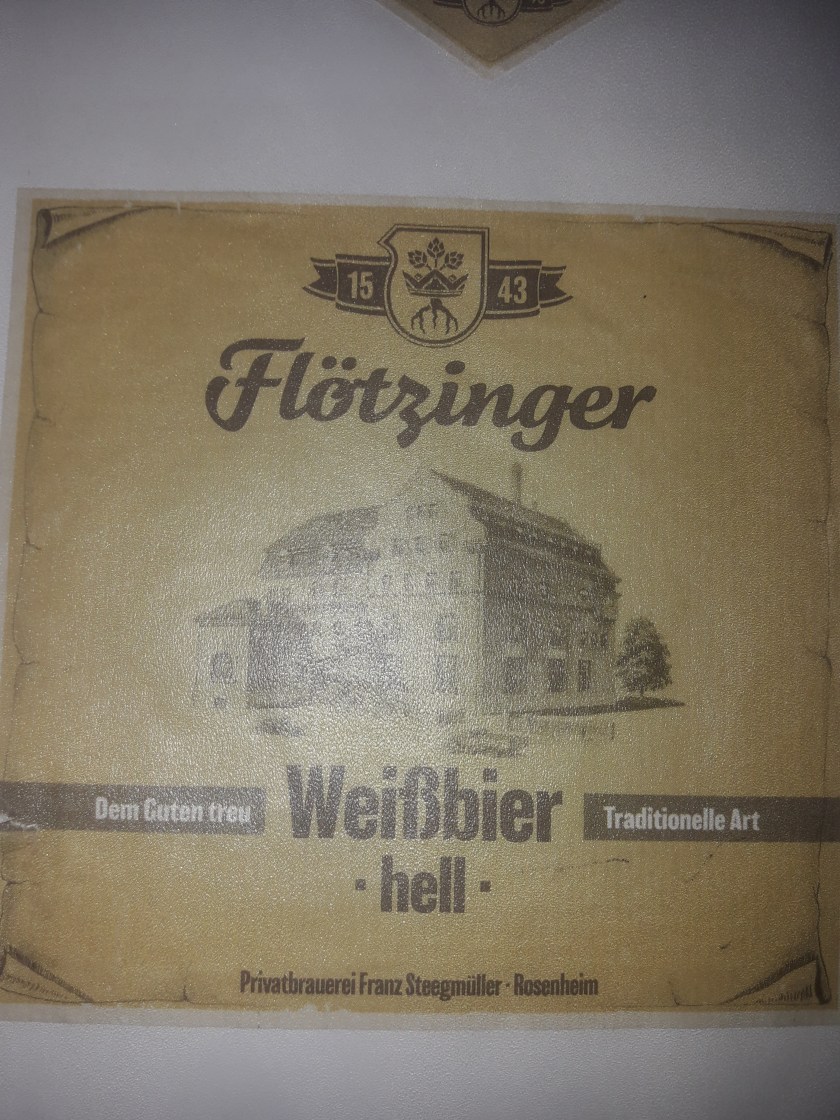 15 43
Flötzinger
Dem Guten treu Weißbier Traditionelle Art
· hell ·
Privatbrauerei Franz Steegmüller · Rosenheim